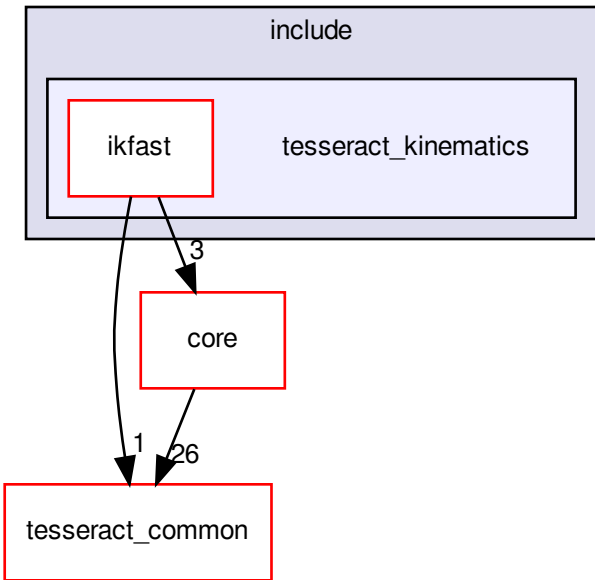 include
ikfast
tesseract_kinematics
3
core
1
26
tesseract_common